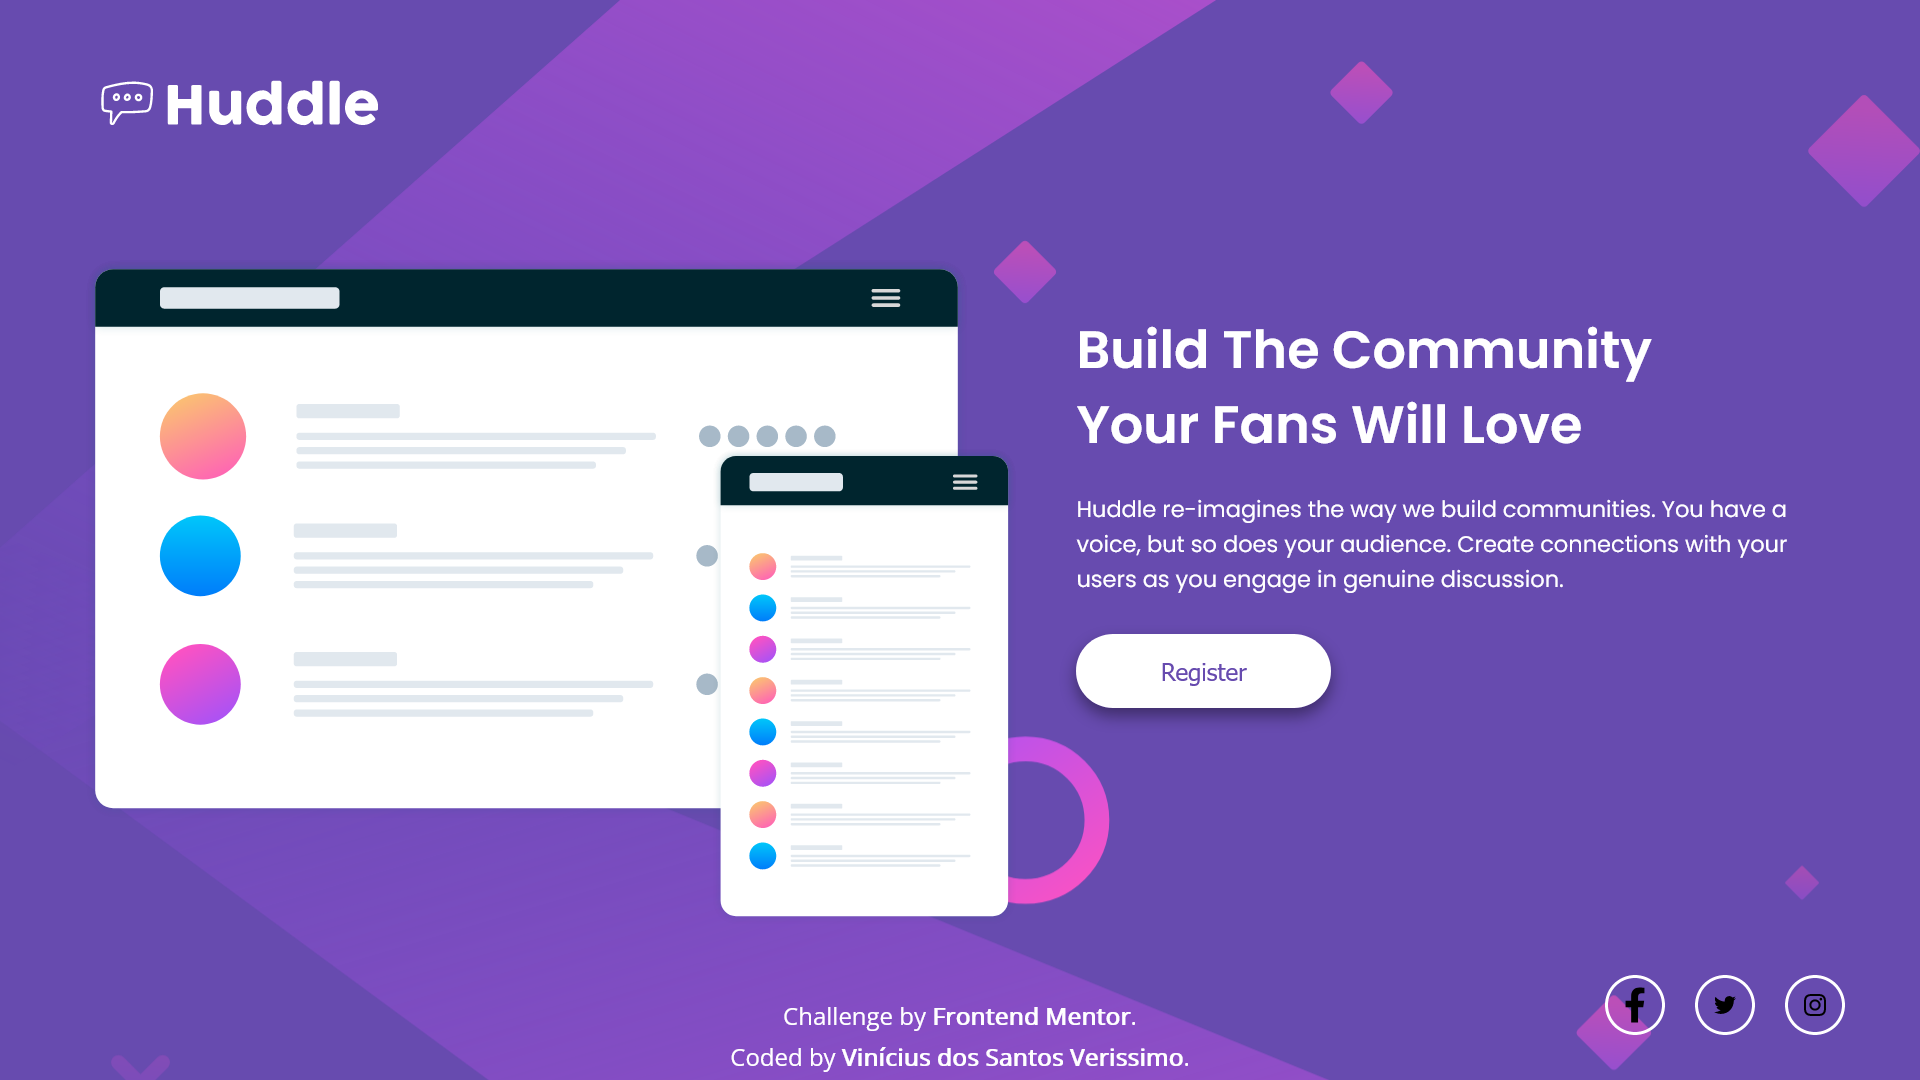 Huddle
Build The Community
Your Fans Will Love
Huddle re-imagines the way we build communities. You have a
voice, but so does your audience. Create connections with your
users as you engage in genuine discussion.
Register
Challenge by Frontend Mentor.
Coded by Vinícius dos Santos Verissimo.